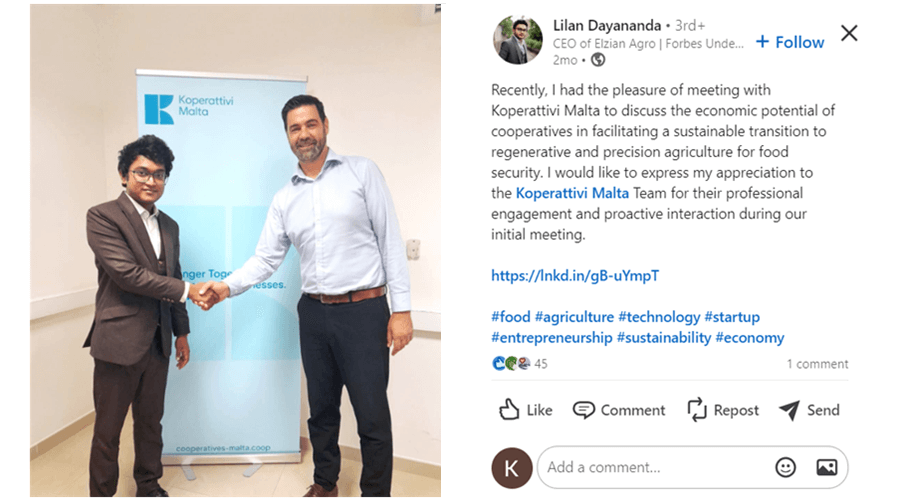 Koperattivi
Malta
nger Toge
nesses.
cooperatives-malta.coop
Lilan Dayananda • 3rd+
CEO of Elzian Agro | Forbes Unde...
2mo •
+ Follow
Recently, I had the pleasure of meeting with
Koperattivi Malta to discuss the economic potential of
cooperatives in facilitating a sustainable transition to
regenerative and precision agriculture for food
security. I would like to express my appreciation to
the Koperattivi Malta Team for their professional
engagement and proactive interaction during our
initial meeting.
https://lnkd.in/gB-uYmpT
#food #agriculture #technology #startup
#entrepreneurship #sustainability #economy
45
1 comment
Like Comment Repost Send
K
Add a comment...